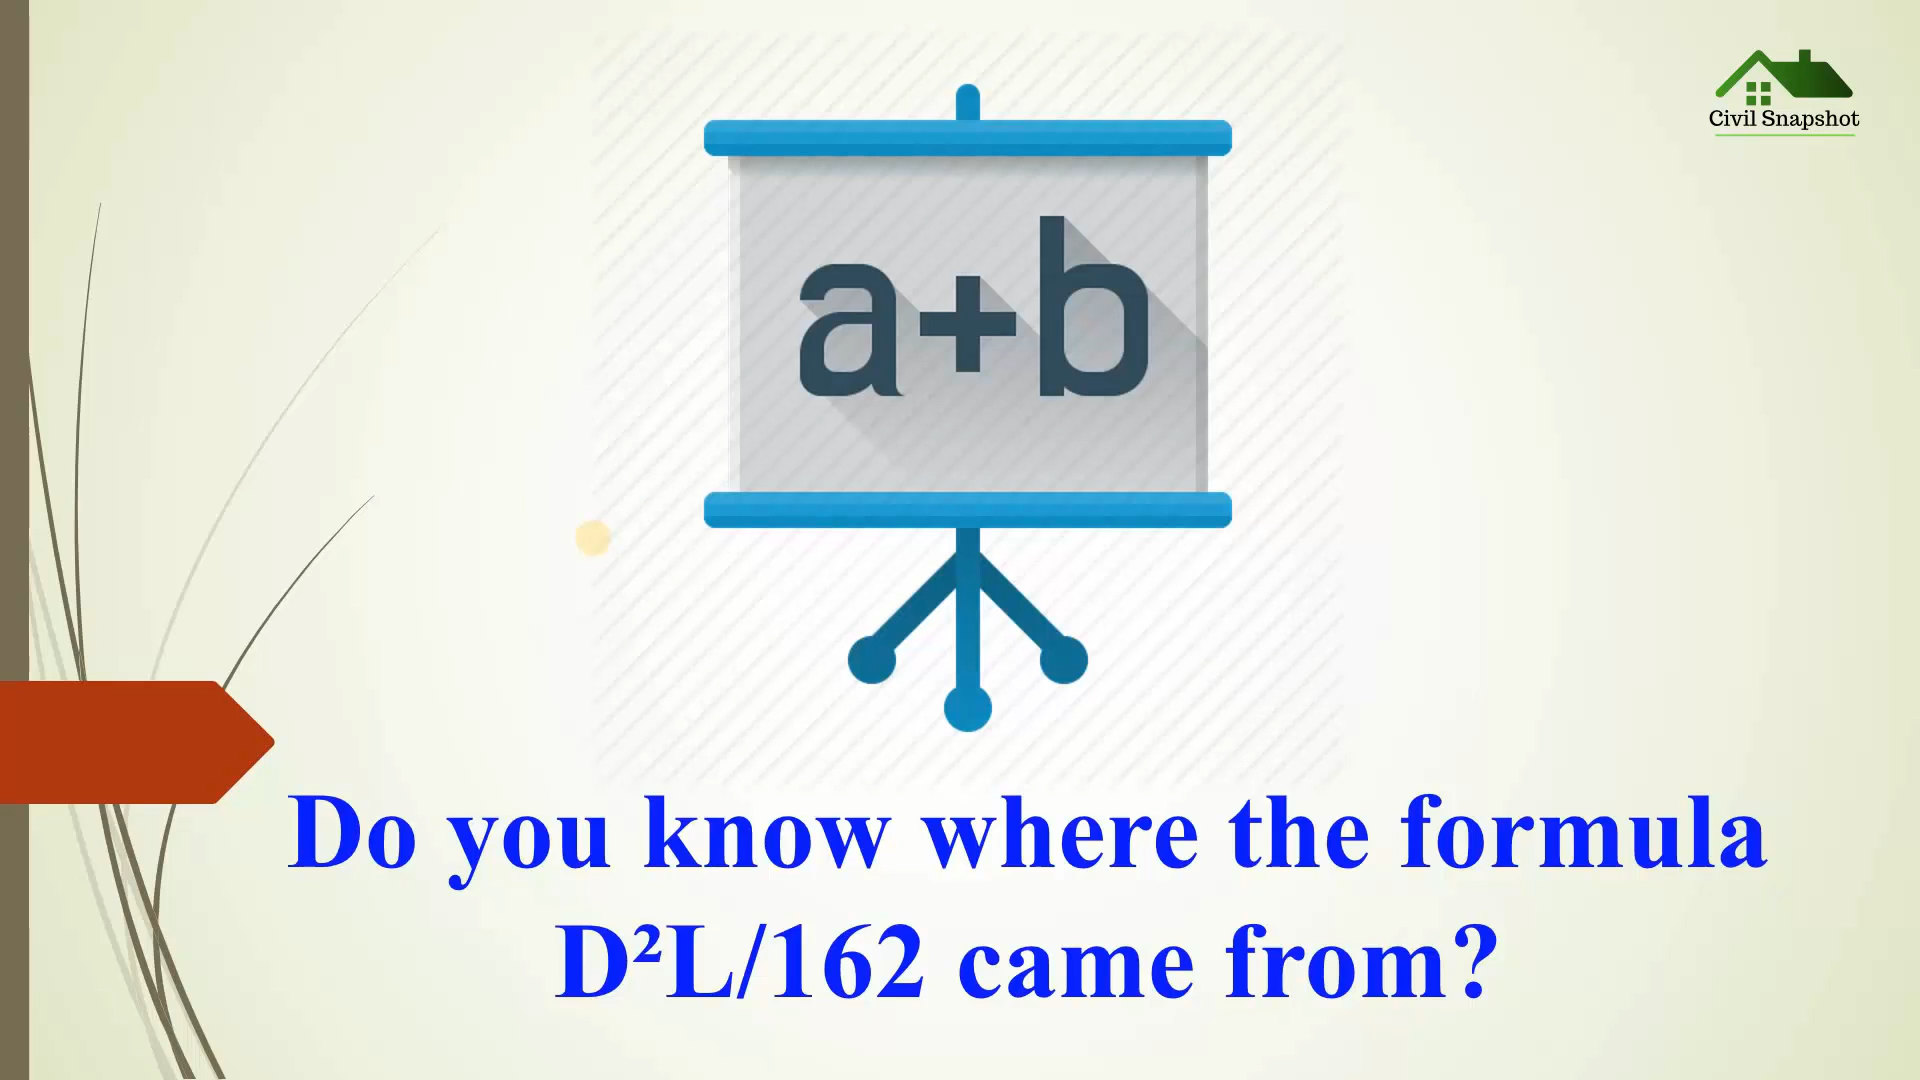 Civil Snapshot
a+b
Do you know where the formula
D²L/162 came from?